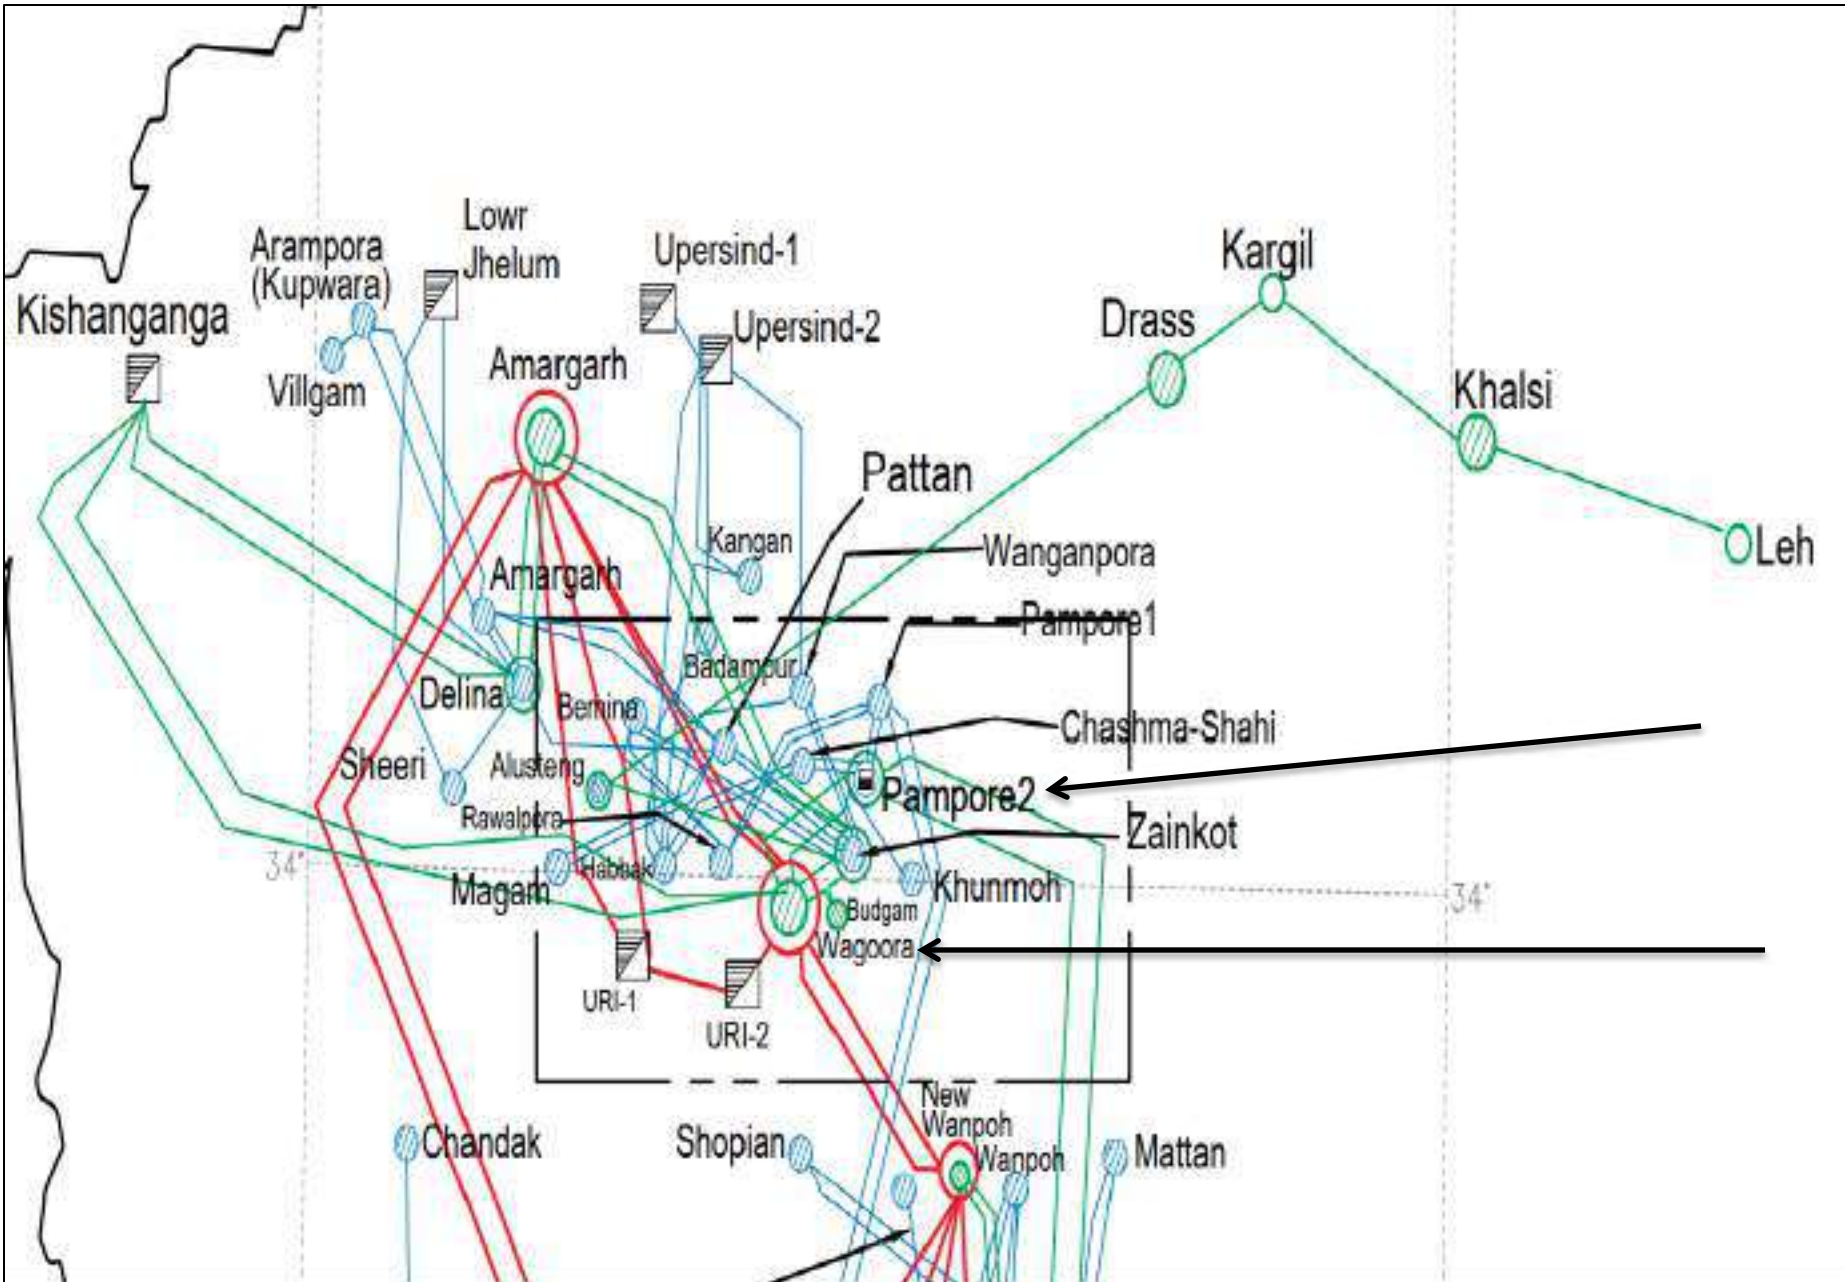 Lowr
Jhelum
Arampora
(Kupwara)
Upersind-1
Kargil
Kishanganga
Upersind-2
Drass
Amargarh
Villgam
Khalsi
Pattan
Kangan
Wanganpora
Leh
Amargarh
Pampore1
Badampur
Delina
Bemina
Chashma-Shahi
Sheeri
Alusteng
Pampore2
Rawalpora
Zainkot
34°
Habbak
Magam
Khunmoh
34°
Budgam
Wagoora
URI-1
URI-2
New
Wanpoh
Chandak
Shopian
Wanpoh
Mattan